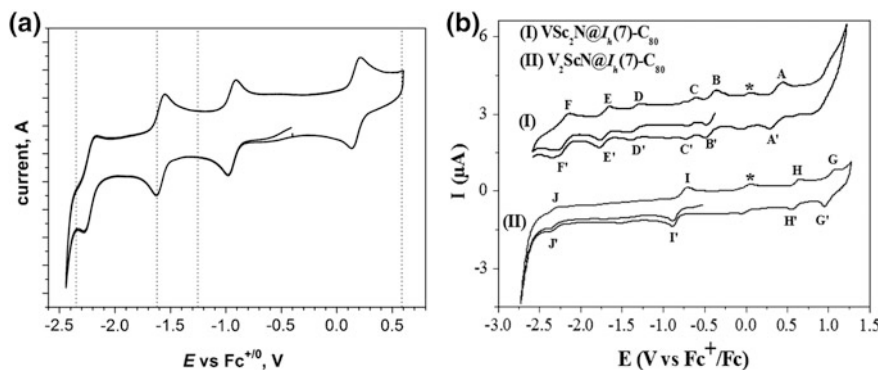 (a)
current, A
-2.5 -2.0 -1.5 -1.0 -0.5 0.0 0.5
E vs Fc+/0, V
(b)
(I) VSc2N@Ih(7)-C80
(II) V2ScN@Ih(7)-C80
6
3
0
-3
I (μA)
F E D C B * A
(I)
F' E' D' C' B' A'
J I * H G
(II)
J' I' H' G'
-3.0 -2.5 -2.0 -1.5 -1.0 -0.5 0.0 0.5 1.0 1.5
E (V vs Fc+/Fc)